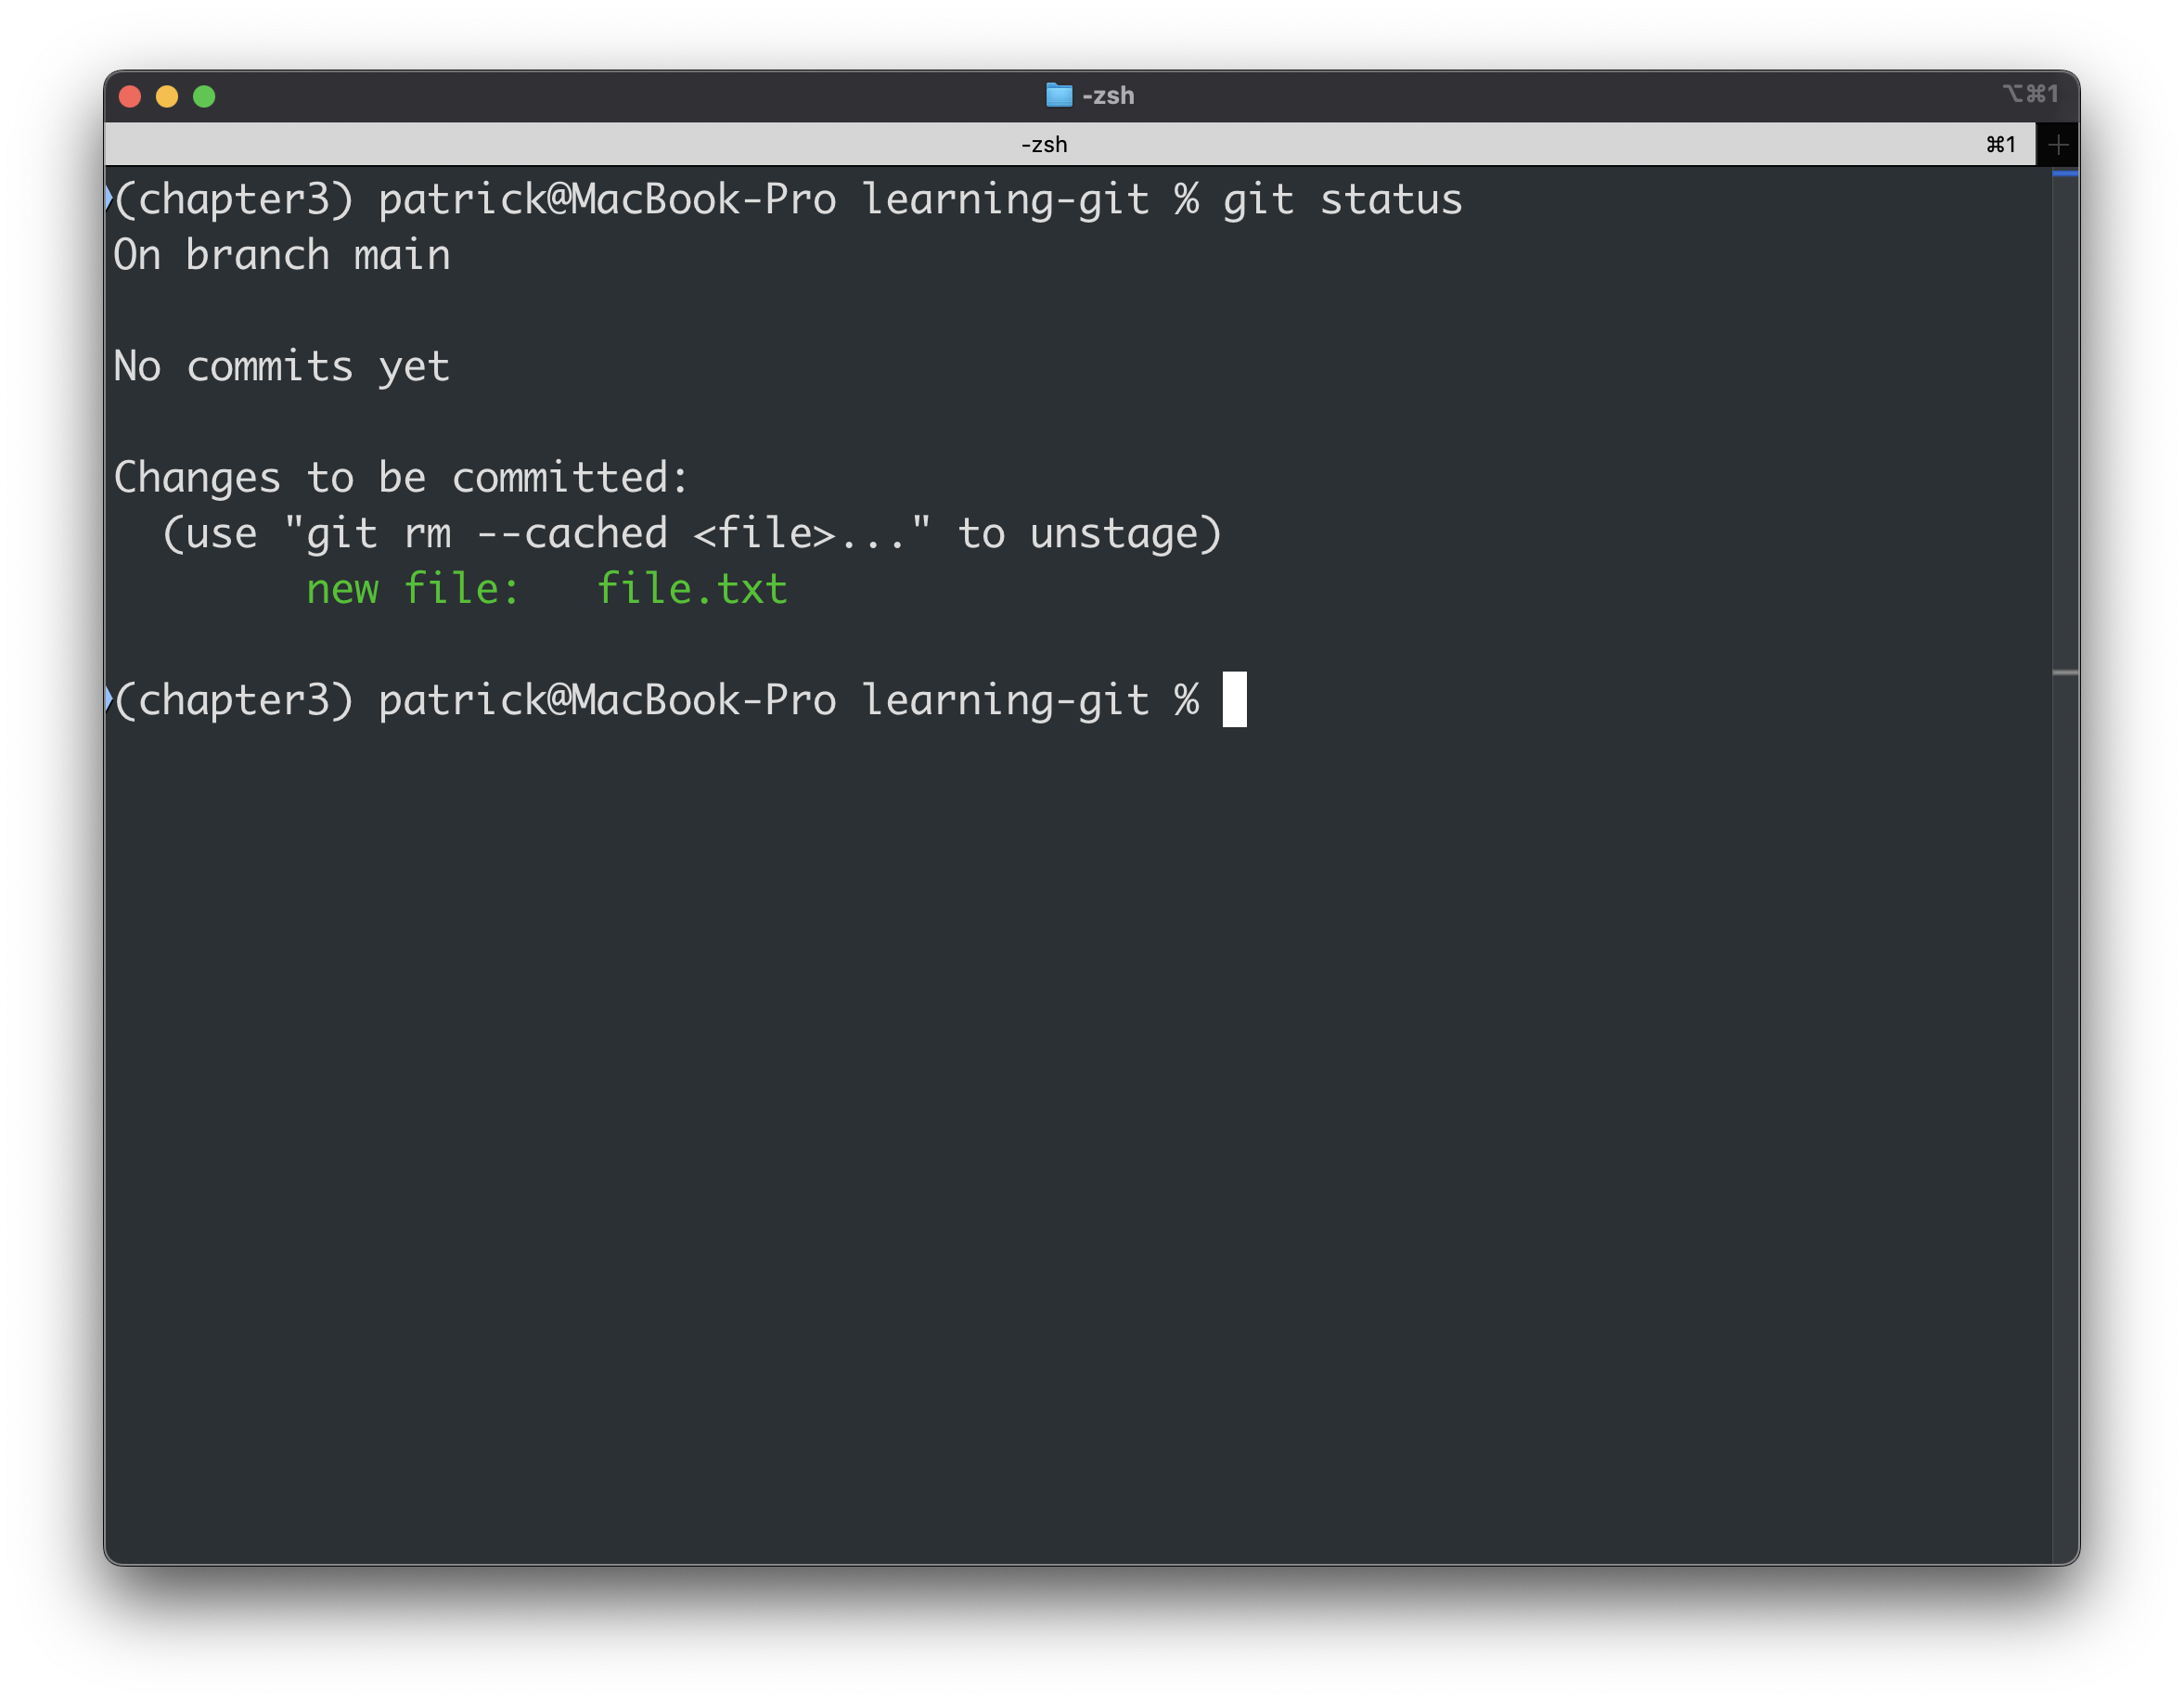 -zsh ⌥⌘1
-zsh ⌘1
(chapter3) patrick@MacBook-Pro learning-git % git status
On branch main
No commits yet
Changes to be committed:
  (use "git rm --cached <file>..." to unstage)
        new file:   file.txt
(chapter3) patrick@MacBook-Pro learning-git %